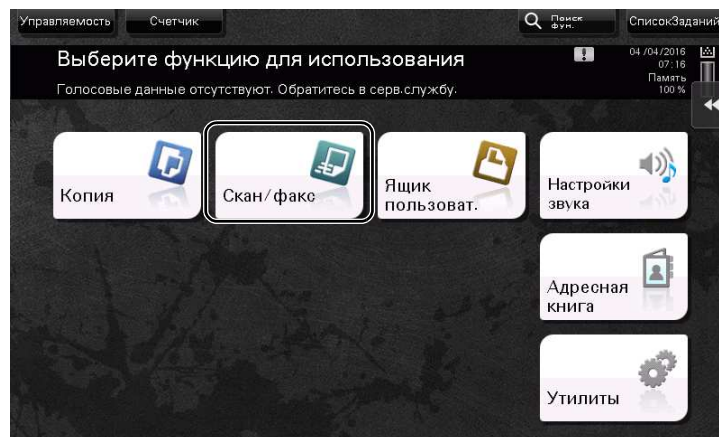 Управляемость
Счетчик
Поиск
фун.
СписокЗаданий
Выберите функцию для использования
04/04/2016
07:16
Голосовые данные отсутствуют. Обратитесь в серв.службу.
Память
100 %
Копия
Скан/факс
Ящик
пользоват.
Настройки
звука
Адресная
книга
Утилиты